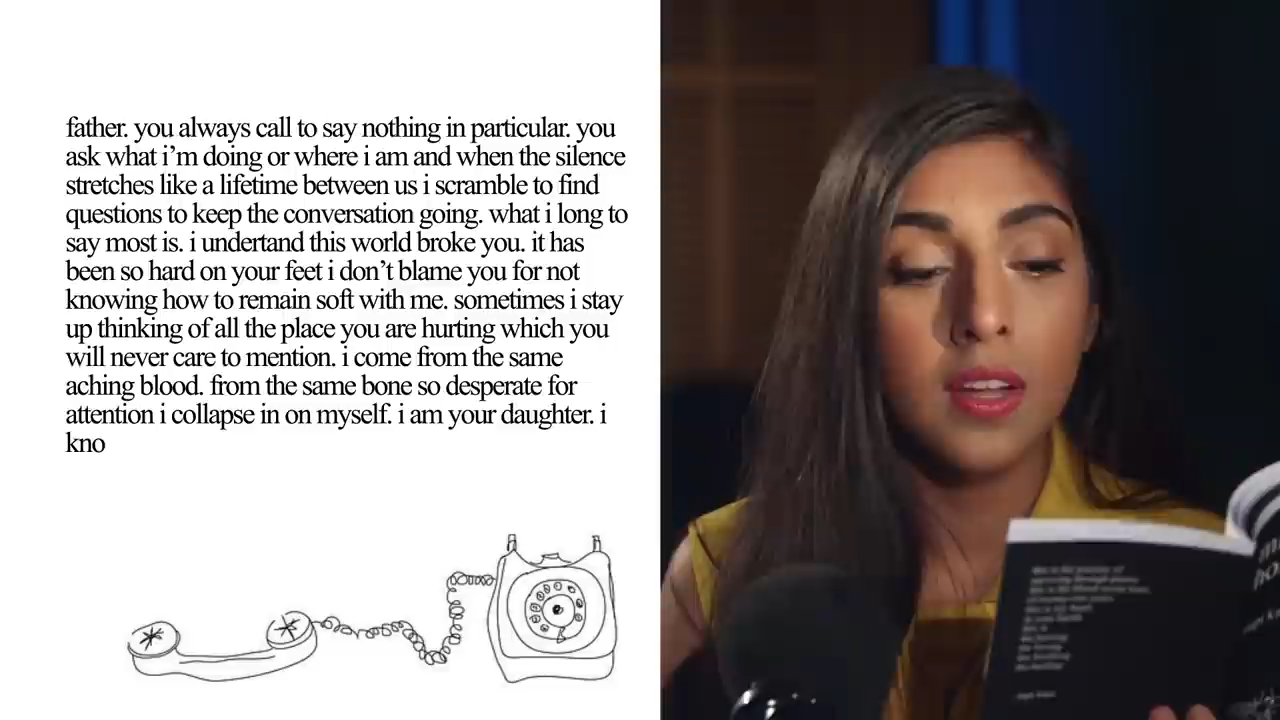 father. you always call to say nothing in particular. you
ask what i'm doing or where i am and when the silence
stretches like a lifetime between us i scramble to find
questions to keep the conversation going. what i long to
say most is. i undertand this world broke you. it has
been so hard on your feet i don't blame you for not
knowing how to remain soft with me. sometimes i stay
up thinking of all the place you are hurting which you
will never care to mention. i come from the same
aching blood. from the same bone so desperate for
attention i collapse in on myself. i am your daughter. i
kno